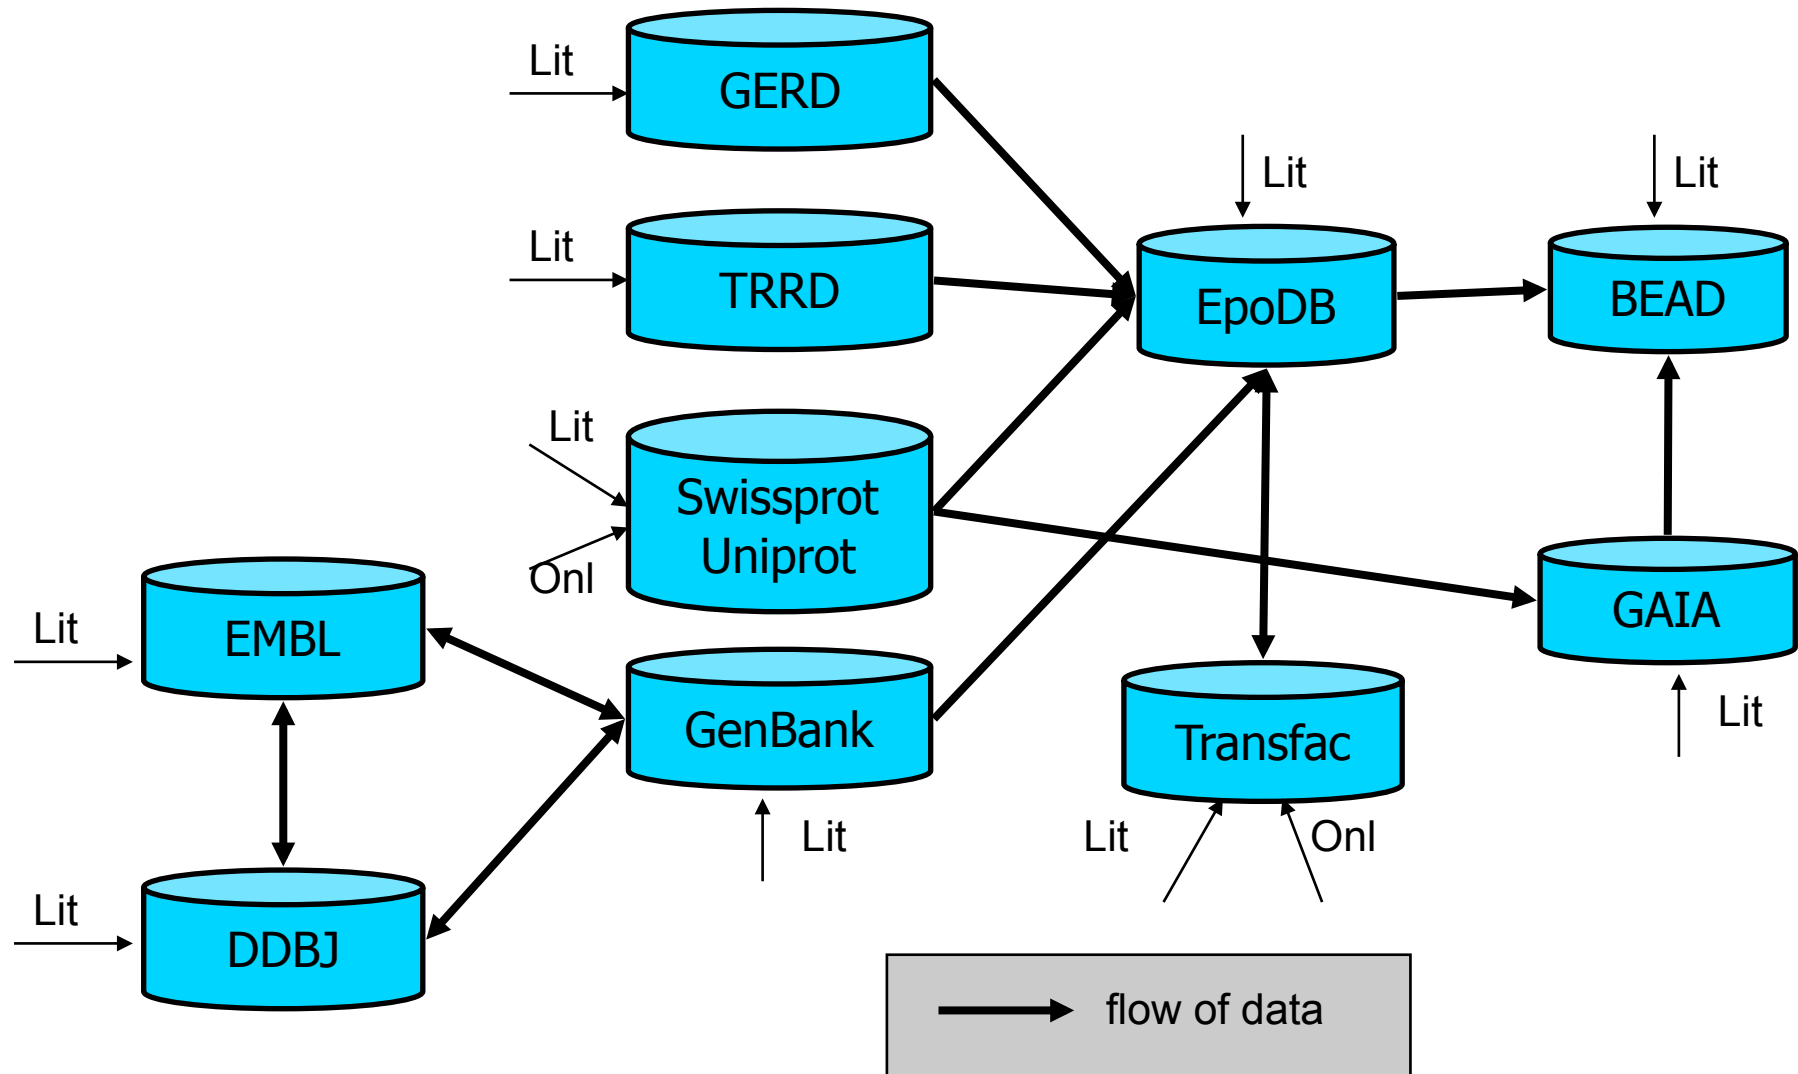 Lit
GERD
Lit
TRRD
Lit
EpoDB
Lit
BEAD
Lit
Swissprot
Uniprot
Onl
Lit
EMBL
GenBank
Lit
Transfac
GAIA
Lit
Lit
Onl
Lit
DDBJ
flow of data